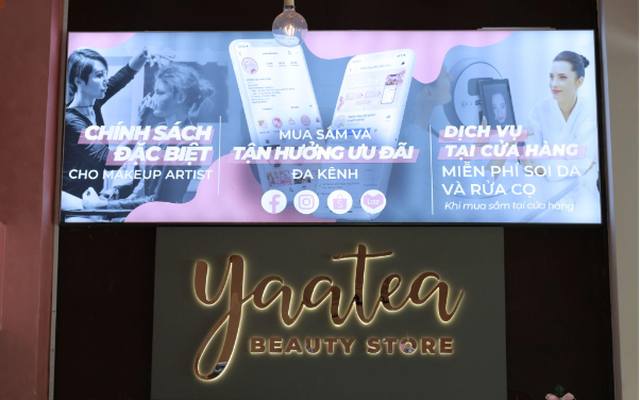 CHÍNH SÁCH
ĐẶC BIỆT
CHO MAKEUP ARTIST
MUA SẮM VÀ
TẬN HƯỞNG ƯU ĐÃI
ĐA KÊNH
DỊCH VỤ
TẠI CỬA HÀNG
MIỄN PHÍ SOI DA
VÀ RỬA CỌ
Khi mua sắm tại cửa hàng
yaatea
BEAUTY STORE